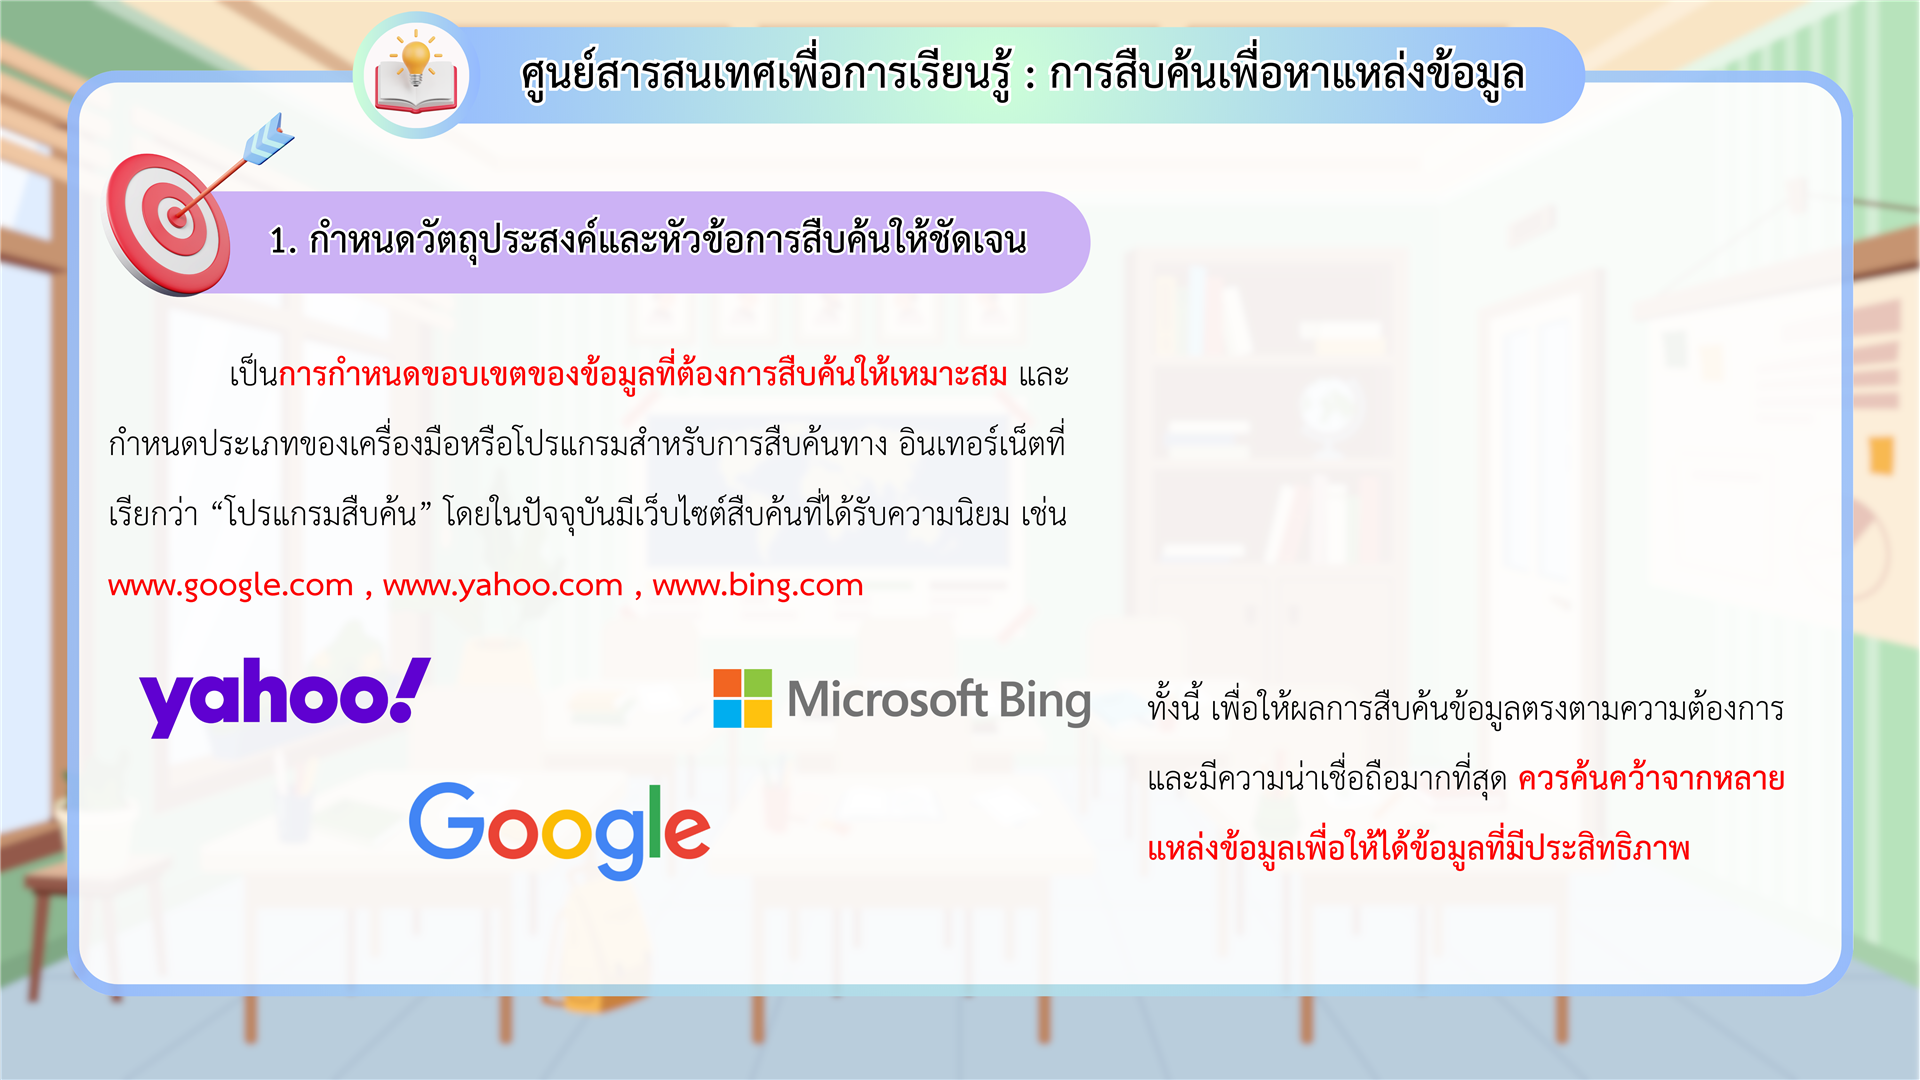 ศูนย์สารสนเทศเพื่อการเรียนรู้ : การสืบค้นเพื่อหาแหล่งข้อมูล
1. กำหนดวัตถุประสงค์และหัวข้อการสืบค้นให้ชัดเจน
เป็นการกำหนดขอบเขตของข้อมูลที่ต้องการสืบค้นให้เหมาะสม และ
กำหนดประเภทของเครื่องมือหรือโปรแกรมสำหรับการสืบค้นทาง อินเทอร์เน็ตที่
เรียกว่า “โปรแกรมสืบค้น” โดยในปัจจุบันมีเว็บไซต์สืบค้นที่ได้รับความนิยม เช่น
www.google.com , www.yahoo.com , www.bing.com
yahoo!
Microsoft Bing
Google
ทั้งนี้ เพื่อให้ผลการสืบค้นข้อมูลตรงตามความต้องการ
และมีความน่าเชื่อถือมากที่สุด ควรค้นคว้าจากหลาย
แหล่งข้อมูลเพื่อให้ได้ข้อมูลที่มีประสิทธิภาพ